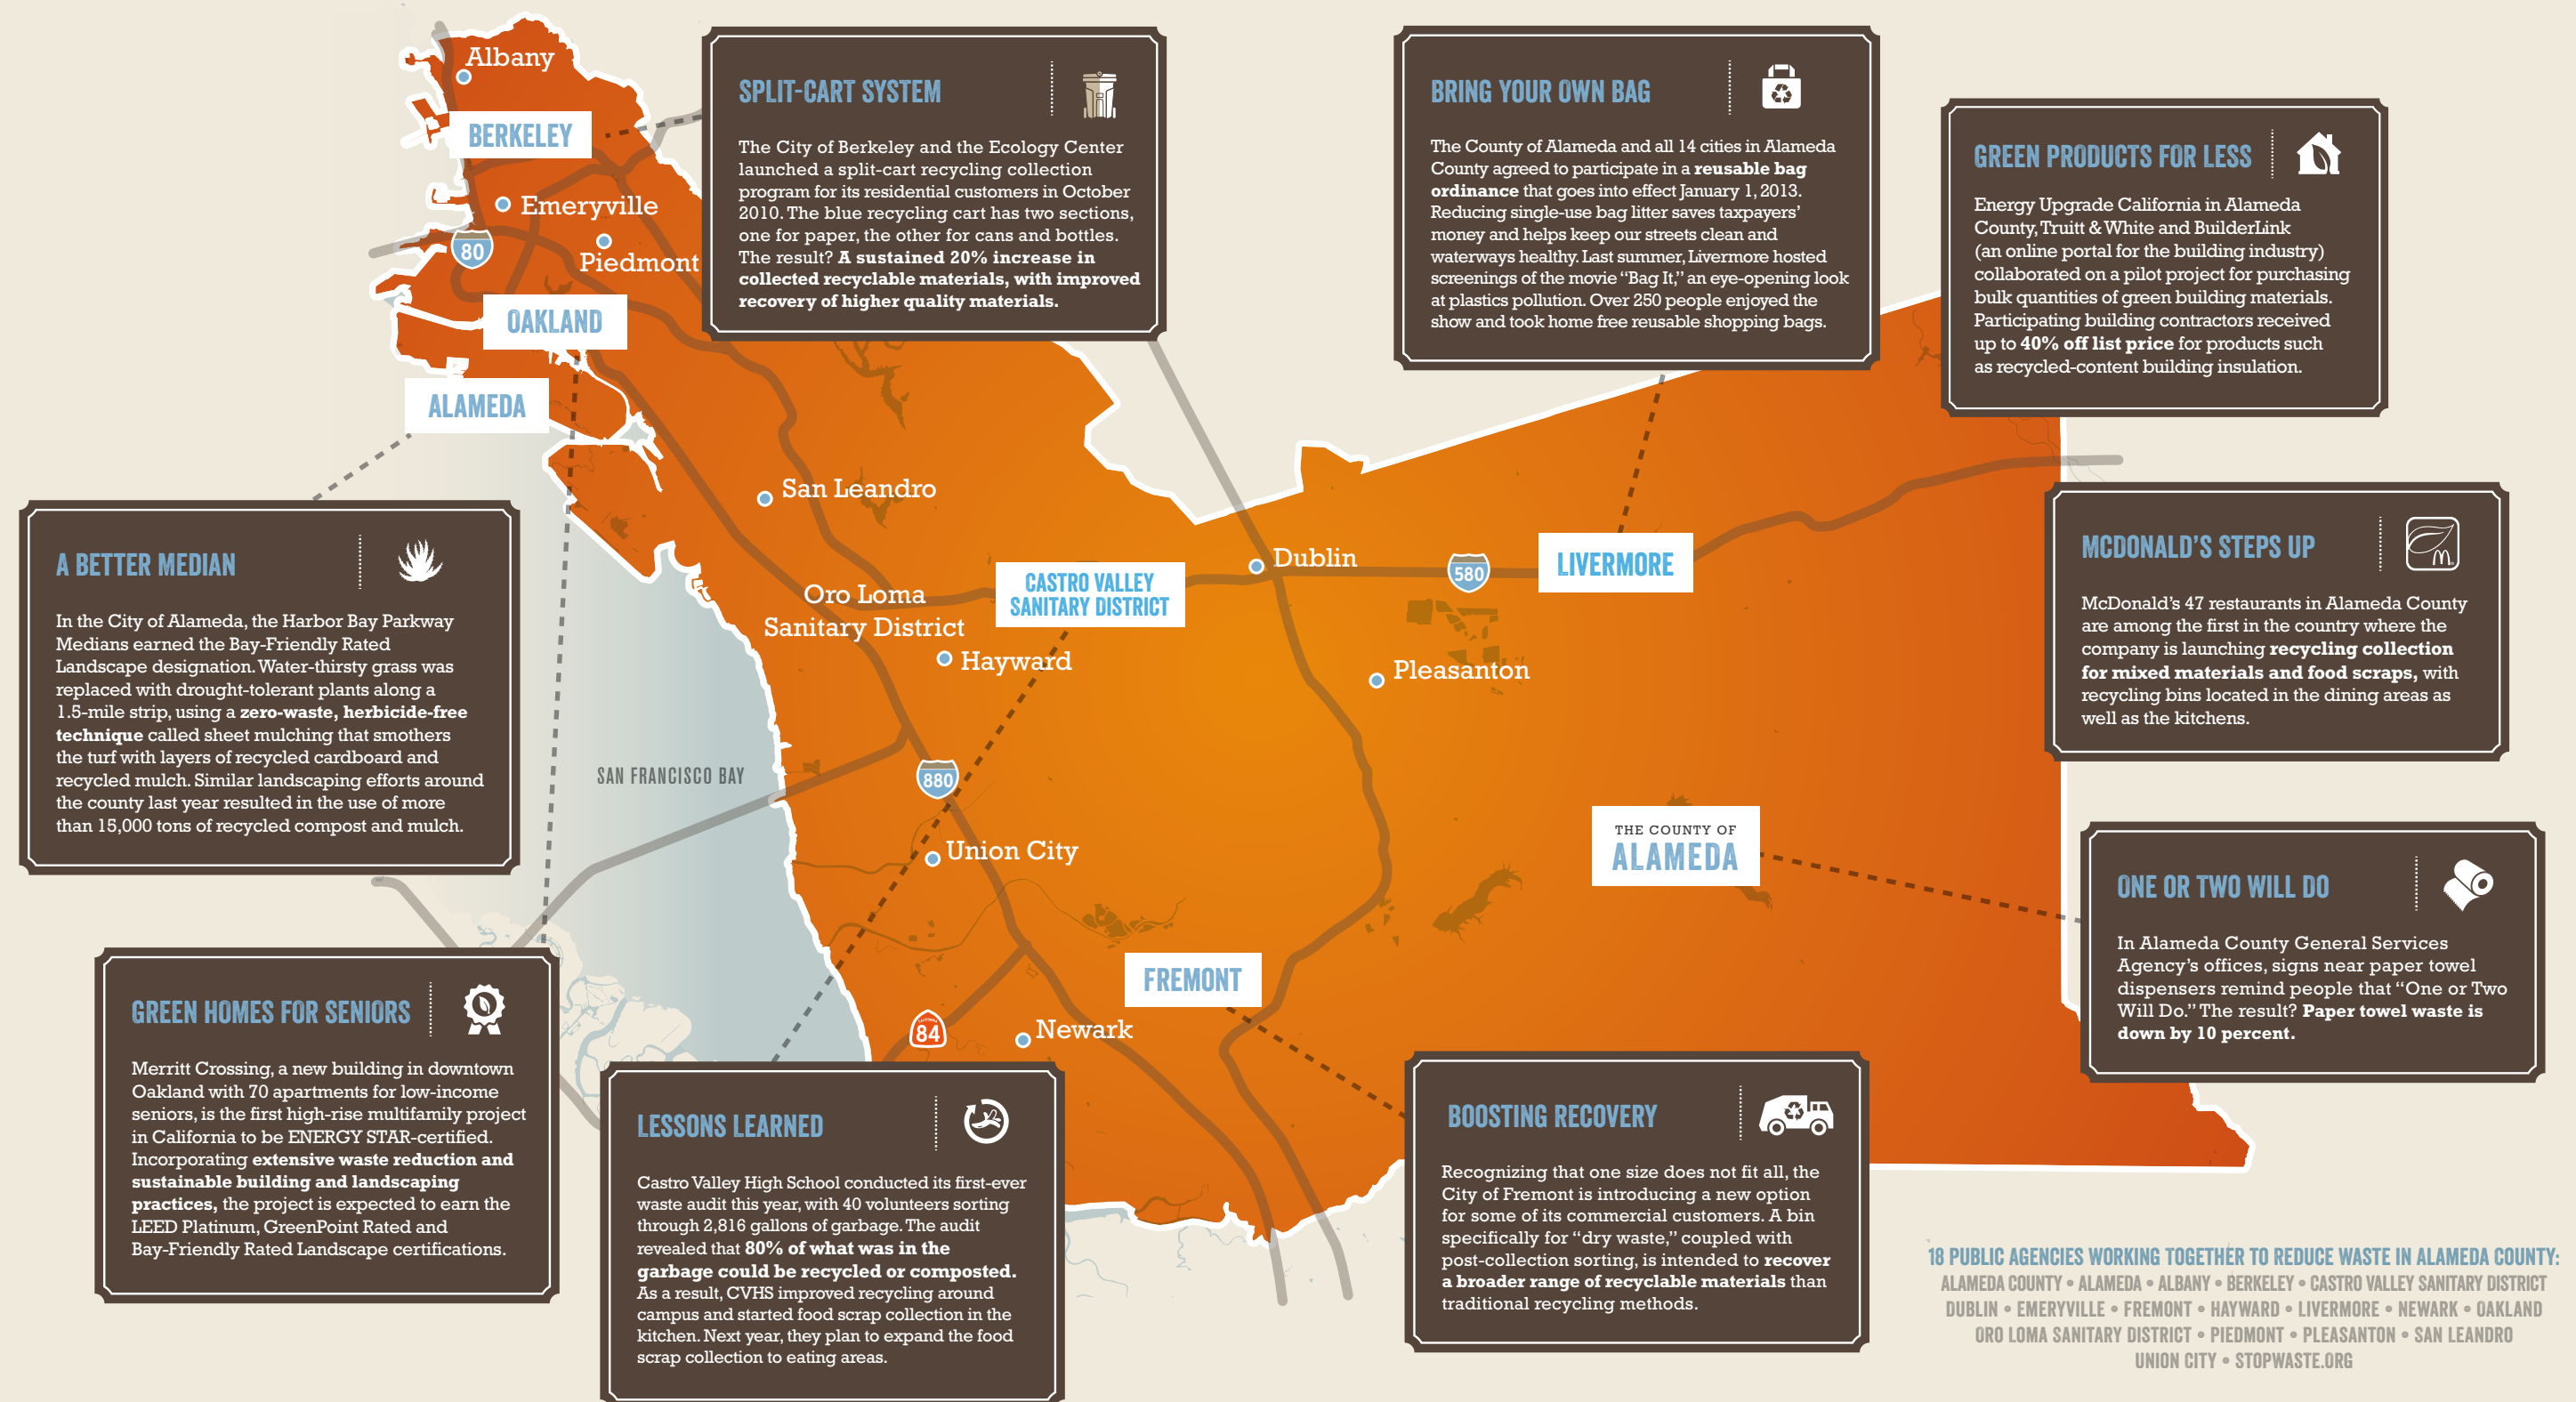 Albany
BERKELEY
Emeryville
80
Piedmont
OAKLAND
ALAMEDA
SPLIT-CART SYSTEM
The City of Berkeley and the Ecology Center
launched a split-cart recycling collection
program for its residential customers in October
2010. The blue recycling cart has two sections,
one for paper, the other for cans and bottles.
The result? A sustained 20% increase in
collected recyclable materials, with improved
recovery of higher quality materials.
BRING YOUR OWN BAG
The County of Alameda and all 14 cities in Alameda
County agreed to participate in a reusable bag
ordinance that goes into effect January 1, 2013.
Reducing single-use bag litter saves taxpayers’
money and helps keep our streets clean and
waterways healthy. Last summer, Livermore hosted
screenings of the movie “Bag It,” an eye-opening look
at plastics pollution. Over 250 people enjoyed the
show and took home free reusable shopping bags.
GREEN PRODUCTS FOR LESS
Energy Upgrade California in Alameda
County, Truitt & White and BuilderLink
(an online portal for the building industry)
collaborated on a pilot project for purchasing
bulk quantities of green building materials.
Participating building contractors received
up to 40% off list price for products such
as recycled-content building insulation.
San Leandro
Oro Loma
Sanitary District
Hayward
CASTRO VALLEY
SANITARY DISTRICT
Dublin
580
LIVERMORE
Pleasanton
A BETTER MEDIAN
In the City of Alameda, the Harbor Bay Parkway
Medians earned the Bay-Friendly Rated
Landscape designation. Water-thirsty grass was
replaced with drought-tolerant plants along a
1.5-mile strip, using a zero-waste, herbicide-free
technique called sheet mulching that smothers
the turf with layers of recycled cardboard and
recycled mulch. Similar landscaping efforts around
the county last year resulted in the use of more
than 15,000 tons of recycled compost and mulch.
MCDONALD’S STEPS UP
McDonald’s 47 restaurants in Alameda County
are among the first in the country where the
company is launching recycling collection
for mixed materials and food scraps, with
recycling bins located in the dining areas as
well as the kitchens.
SAN FRANCISCO BAY
880
Union City
THE COUNTY OF
ALAMEDA
FREMONT
84
Newark
ONE OR TWO WILL DO
In Alameda County General Services
Agency’s offices, signs near paper towel
dispensers remind people that “One or Two
Will Do.” The result? Paper towel waste is
down by 10 percent.
GREEN HOMES FOR SENIORS
Merritt Crossing, a new building in downtown
Oakland with 70 apartments for low-income
seniors, is the first high-rise multifamily project
in California to be ENERGY STAR-certified.
Incorporating extensive waste reduction and
sustainable building and landscaping
practices, the project is expected to earn the
LEED Platinum, GreenPoint Rated and
Bay-Friendly Rated Landscape certifications.
LESSONS LEARNED
Castro Valley High School conducted its first-ever
waste audit this year, with 40 volunteers sorting
through 2,816 gallons of garbage. The audit
revealed that 80% of what was in the
garbage could be recycled or composted.
As a result, CVHS improved recycling around
campus and started food scrap collection in the
kitchen. Next year, they plan to expand the food
scrap collection to eating areas.
BOOSTING RECOVERY
Recognizing that one size does not fit all, the
City of Fremont is introducing a new option
for some of its commercial customers. A bin
specifically for “dry waste,” coupled with
post-collection sorting, is intended to recover
a broader range of recyclable materials than
traditional recycling methods.
18 PUBLIC AGENCIES WORKING TOGETHER TO REDUCE WASTE IN ALAMEDA COUNTY:
ALAMEDA COUNTY • ALAMEDA • ALBANY • BERKELEY • CASTRO VALLEY SANITARY DISTRICT
DUBLIN • EMERYVILLE • FREMONT • HAYWARD • LIVERMORE • NEWARK • OAKLAND
ORO LOMA SANITARY DISTRICT • PIEDMONT • PLEASANTON • SAN LEANDRO
UNION CITY • STOPWASTE.ORG